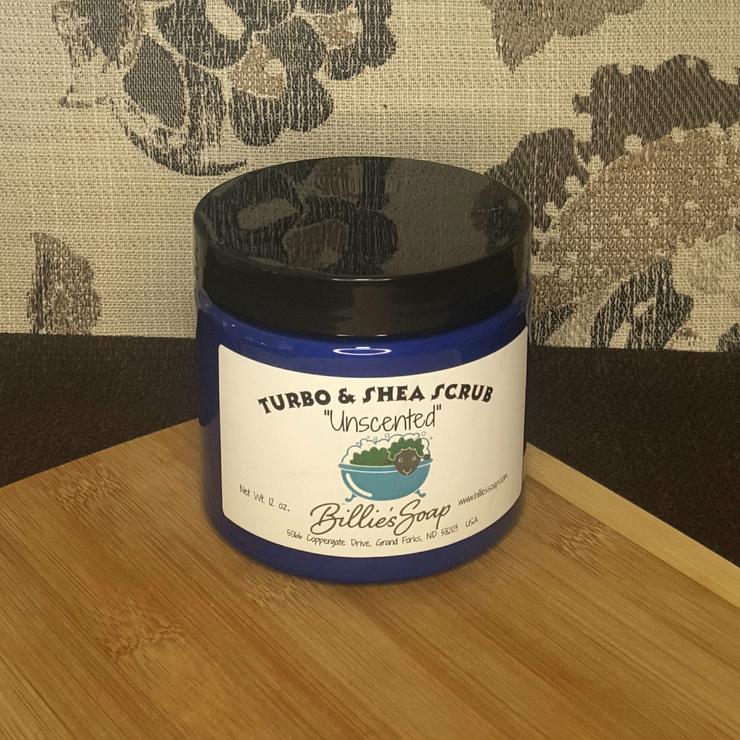 TURBO & SHEA SCRUB
"Unscented"
Net Wt. 12 oz.
www.billiessoap.com
Billie's Soap
5066 Coppergate Drive, Grand Forks, ND 58203 USA